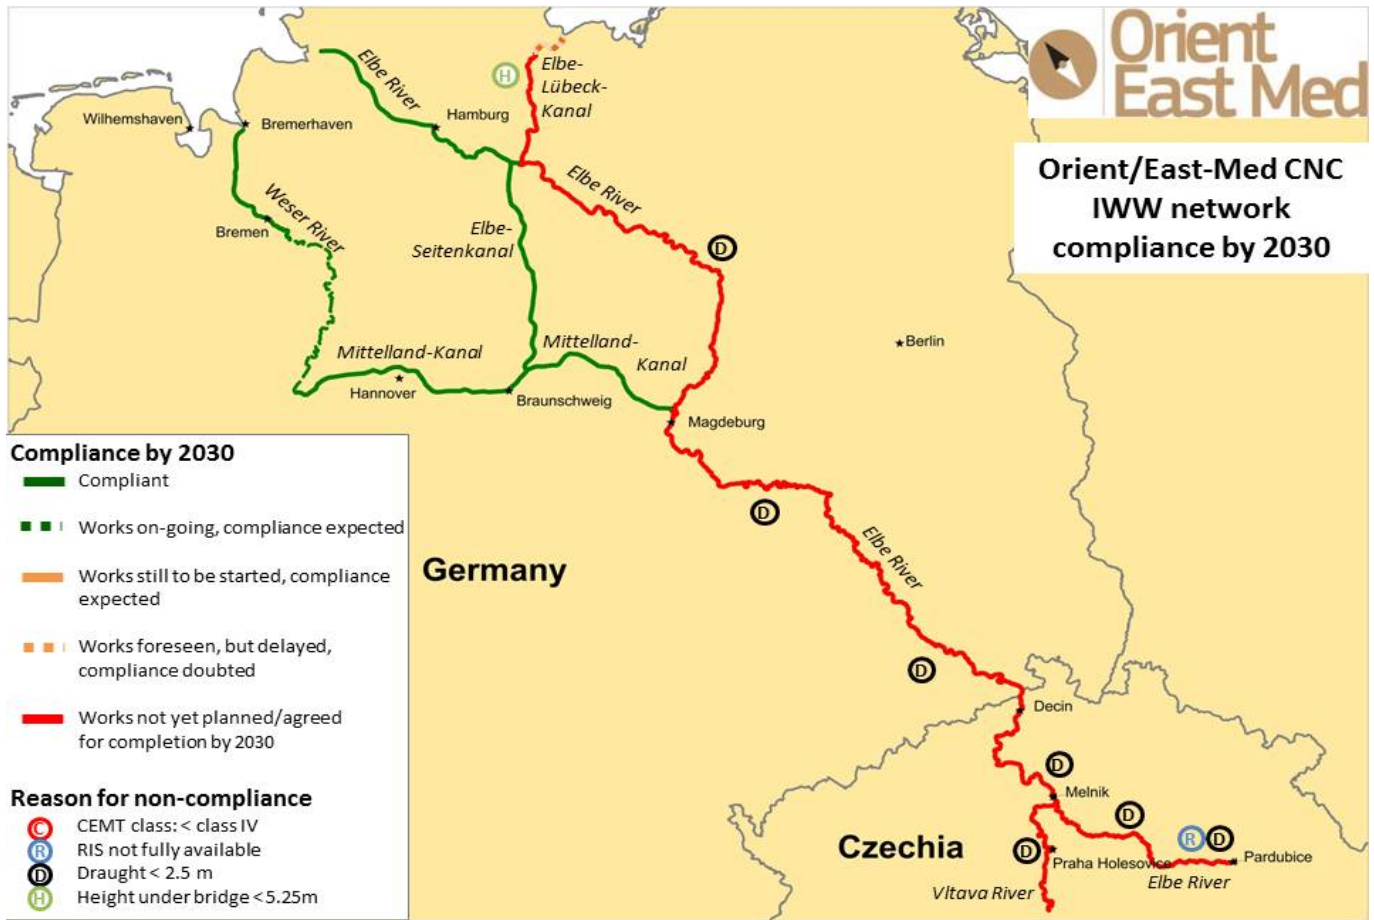 Orient
East Med
Orient/East-Med CNC
IWW network
compliance by 2030
Elbe River
Elbe-
Lübeck-
Kanal
H
Wilhemshaven
Bremerhaven
Hamburg
Elbe River
Weser River
Bremen
Elbe-
Seitenkanal
D
Mittelland-Kanal
Mittelland-
Kanal
Berlin
Hannover
Braunschweig
Magdeburg
D
Elbe River
Germany
D
Decin
D
Melnik
D
Czechia
D
R
D
Praha Holesovice
Pardubice
Vltava River
Elbe River
Compliance by 2030
Compliant
Works on-going, compliance expected
Works still to be started, compliance
expected
Works foreseen, but delayed,
compliance doubted
Works not yet planned/agreed
for completion by 2030
Reason for non-compliance
C CEMT class: < class IV
R RIS not fully available
D Draught < 2.5 m
H Height under bridge <5.25m